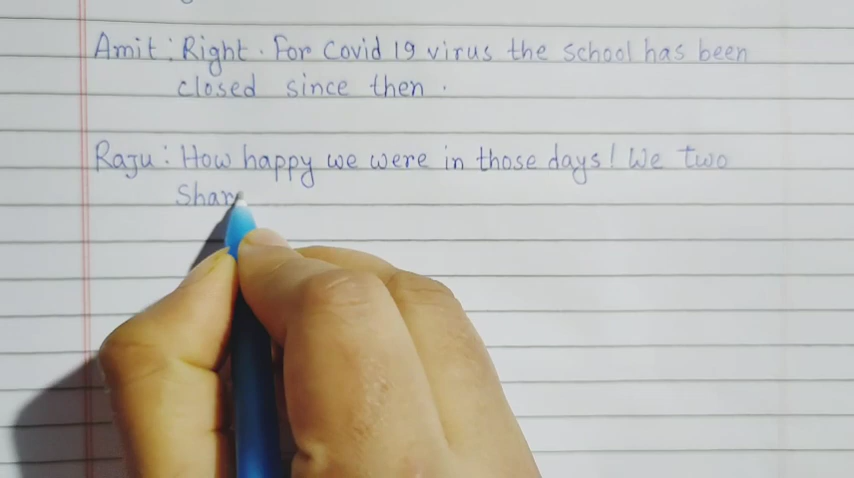 Amit: Right. For Covid 19 virus the school has been
closed since then.
Raju: How happy we were in those days! We two
Shar